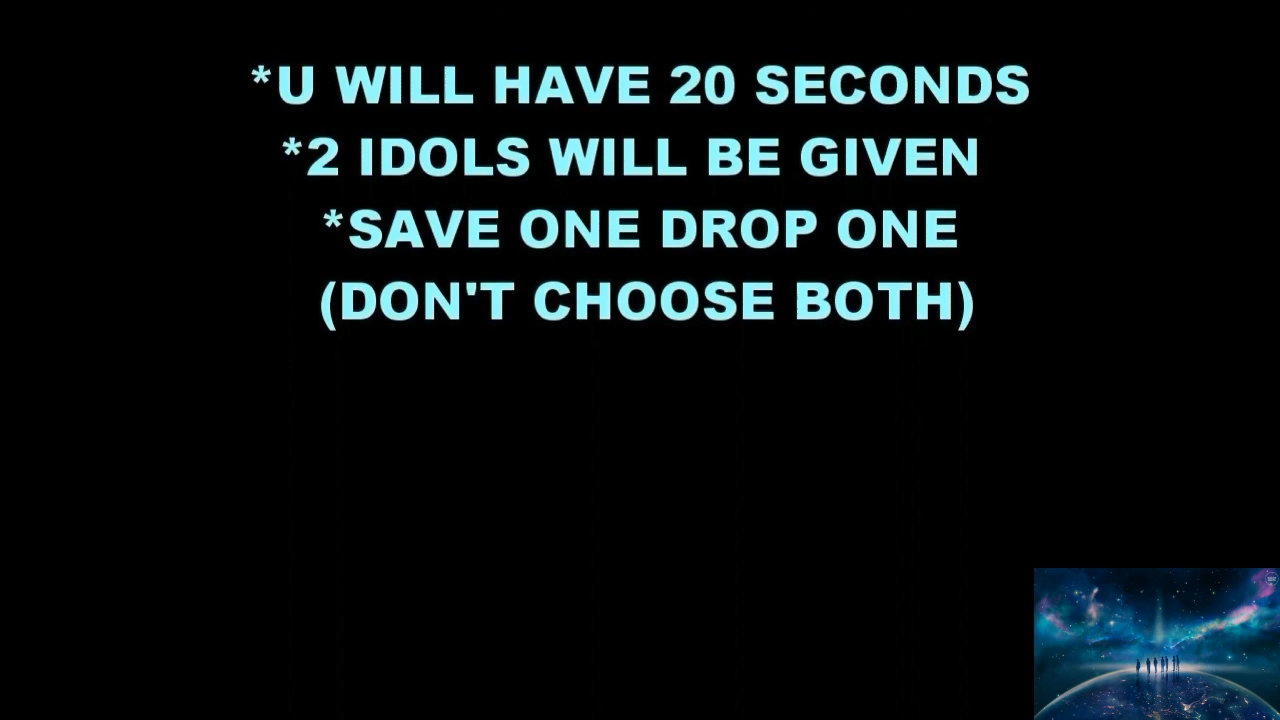 *U WILL HAVE 20 SECONDS
*2 IDOLS WILL BE GIVEN
*SAVE ONE DROP ONE
(DON'T CHOOSE BOTH)